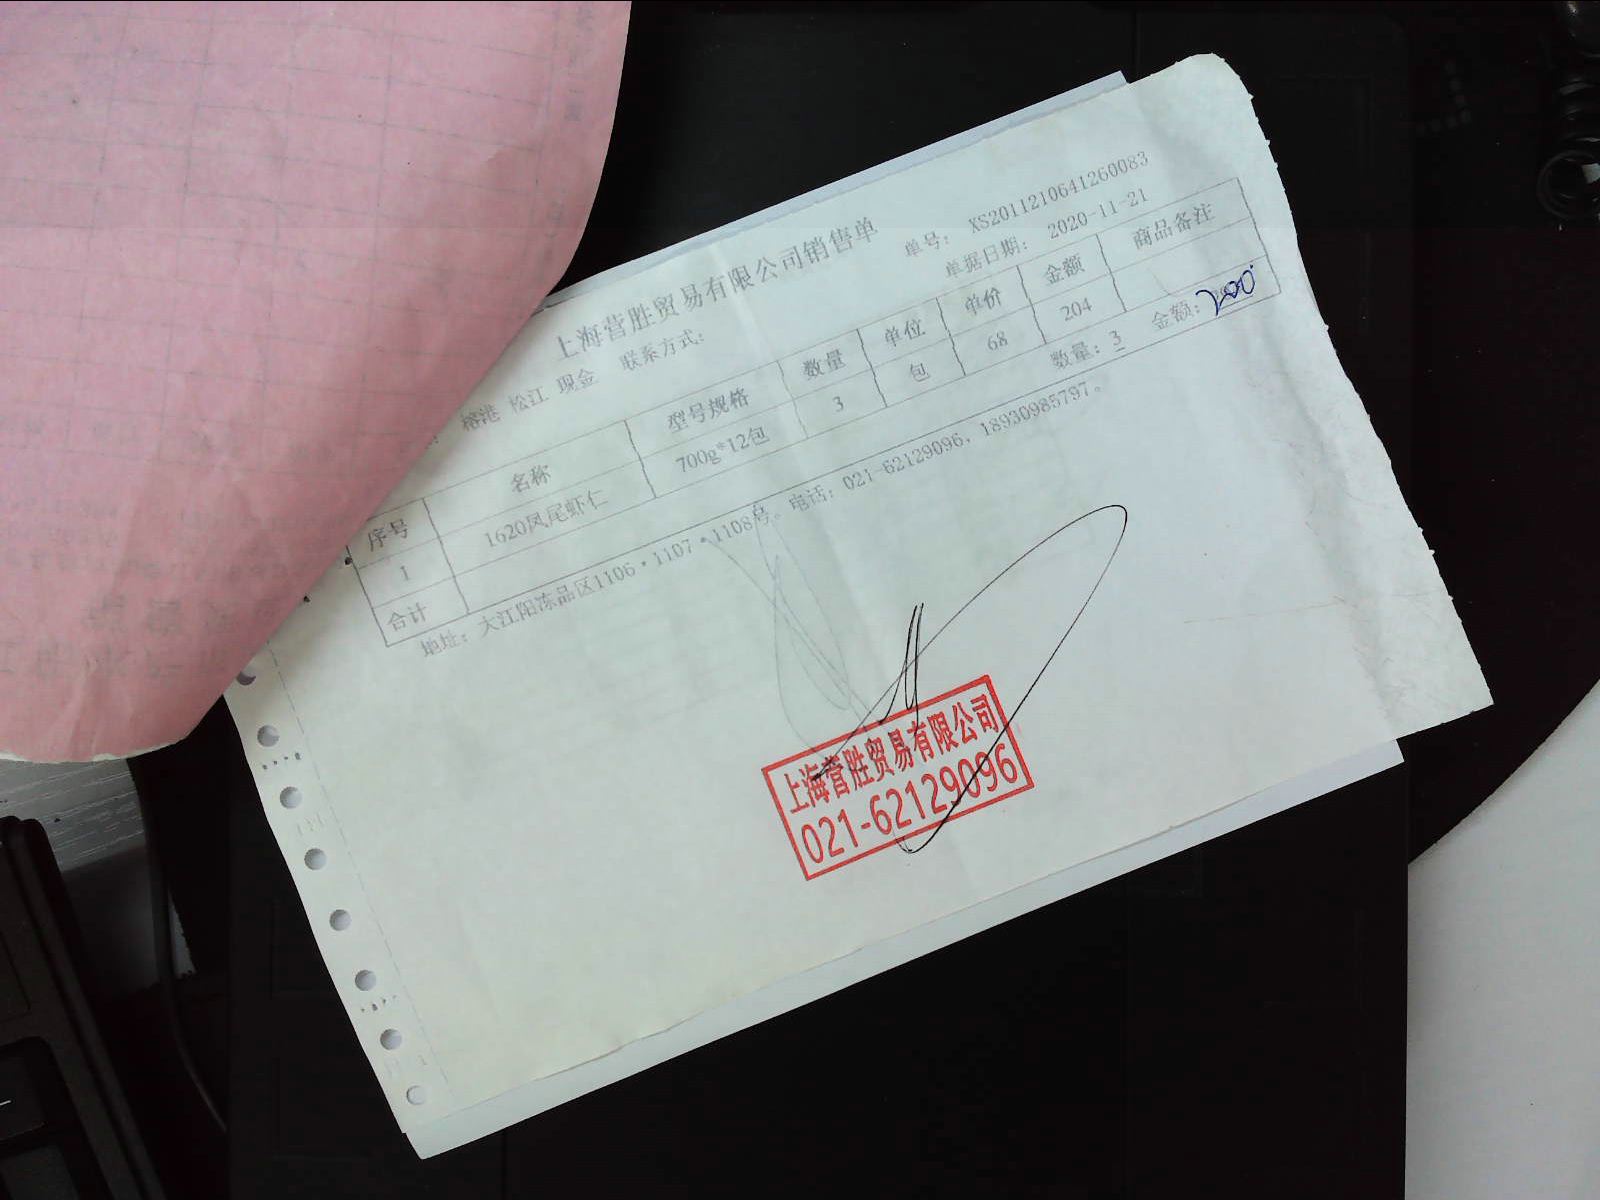 上海营胜贸易有限公司销售单
单号: XS2011210641260083
榕港 松江 现金 联系方式:
单据日期: 2020-11-21
序号 名称 型号规格 数量 单位 单价 金额 商品备注
1 1620凤尾虾仁 700g*12包 3 包 68 204
合计 数量: 3 金额: 200
地址: 大江阳冻品区1106·1107·1108号。电话: 021-62129096, 18930985797。
上海营胜贸易有限公司
021-62129096